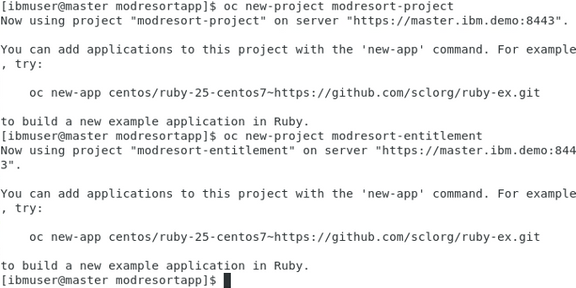 [ibmuser@master modresortapp]$ oc new-project modresort-project
Now using project "modresort-project" on server "https://master.ibm.demo:8443".
You can add applications to this project with the 'new-app' command. For example
, try:
oc new-app centos/ruby-25-centos7~https://github.com/sclorg/ruby-ex.git
to build a new example application in Ruby.
[ibmuser@master modresortapp]$ oc new-project modresort-entitlement
Now using project "modresort-entitlement" on server "https://master.ibm.demo:844
3".
You can add applications to this project with the 'new-app' command. For example
, try:
oc new-app centos/ruby-25-centos7~https://github.com/sclorg/ruby-ex.git
to build a new example application in Ruby.
[ibmuser@master modresortapp]$